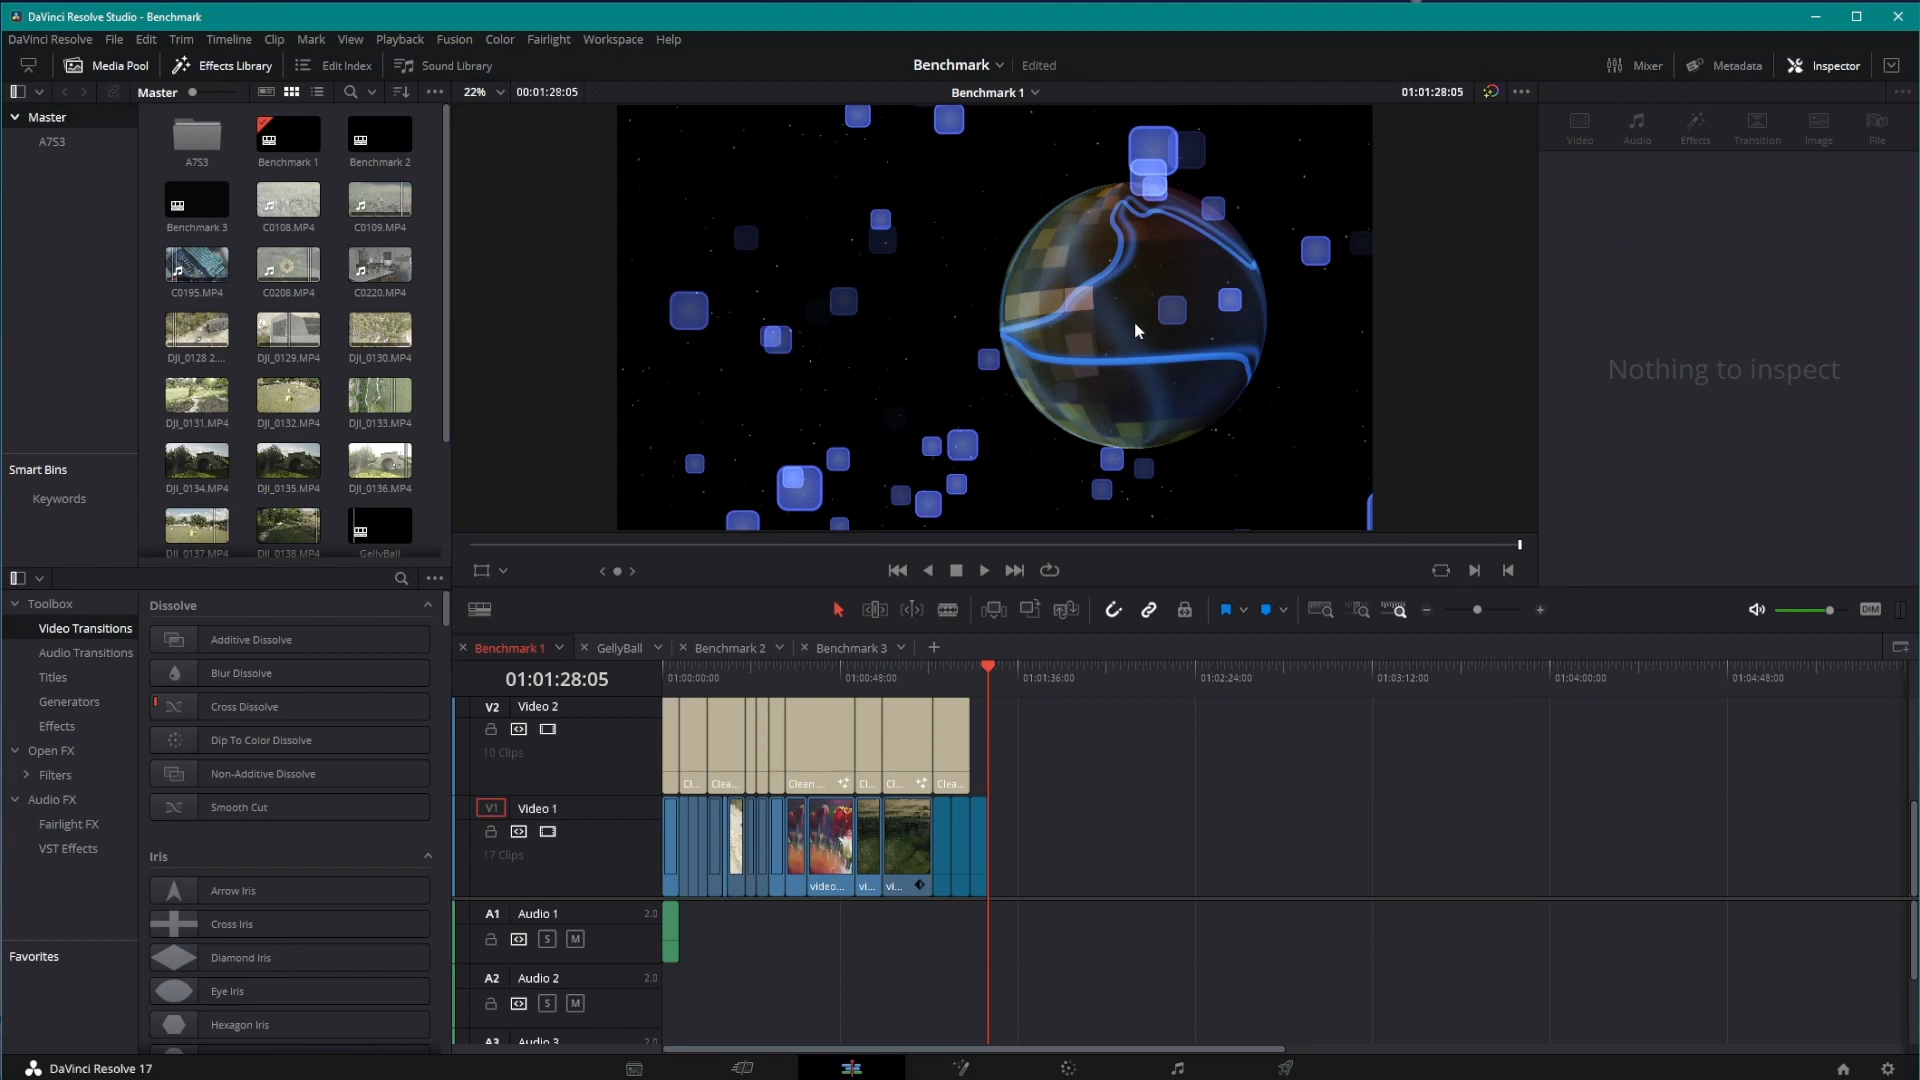 DaVinci Resolve Studio - Benchmark
DaVinci Resolve File Edit Trim Timeline Clip Mark View Playback Fusion Color Fairlight Workspace Help
Media Pool Effects Library Edit Index Sound Library Benchmark Edited Mixer Metadata Inspector
Master 22% 00:01:28:05 Benchmark 1 01:01:28:05
Master
A7S3
A7S3 Benchmark 1 Benchmark 2
Benchmark 3 C0108.MP4 C0109.MP4
C0195.MP4 C0208.MP4 C0220.MP4
DJI_0128 2.... DJI_0129.MP4 DJI_0130.MP4
DJI_0131.MP4 DJI_0132.MP4 DJI_0133.MP4
DJI_0134.MP4 DJI_0135.MP4 DJI_0136.MP4
DJI_0137.MP4 DJI_0138.MP4 GellyBall
Smart Bins
Keywords
Video Audio Effects Transition Image File
Nothing to inspect
Toolbox
Video Transitions
Audio Transitions
Titles
Generators
Effects
Open FX
Filters
Audio FX
Fairlight FX
VST Effects
Favorites
Dissolve
Additive Dissolve
Blur Dissolve
Cross Dissolve
Dip To Color Dissolve
Non-Additive Dissolve
Smooth Cut
Iris
Arrow Iris
Cross Iris
Diamond Iris
Eye Iris
Hexagon Iris
DIM
Benchmark 1 GellyBall Benchmark 2 Benchmark 3
01:01:28:05 01:00:00:00 01:00:48:00 01:01:36:00 01:02:24:00 01:03:12:00 01:04:00:00 01:04:48:00
V2 Video 2
10 Clips
Cl... Clea... Clean ... Cl... Cl... Clea...
V1 Video 1
17 Clips
video... vi... vi...
A1 Audio 1 2.0
S M
A2 Audio 2 2.0
S M
A3 Audio 3 2.0
DaVinci Resolve 17